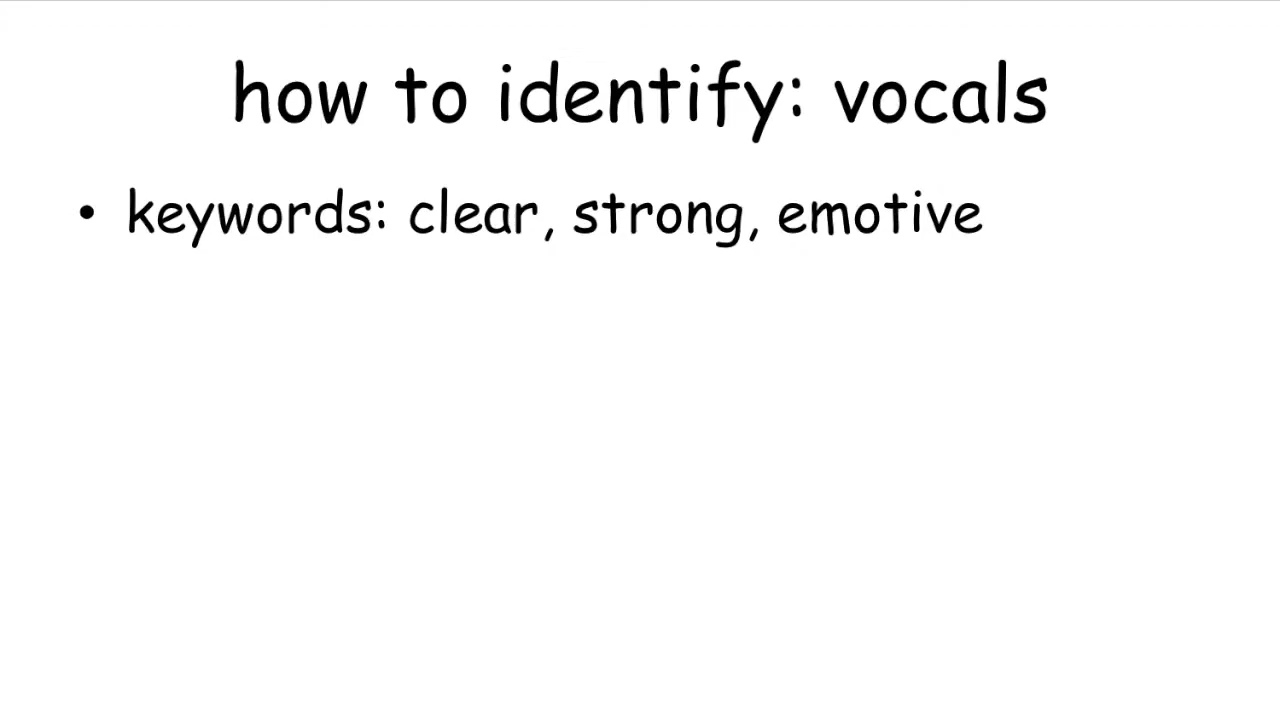 how to identify: vocals
• keywords: clear, strong, emotive